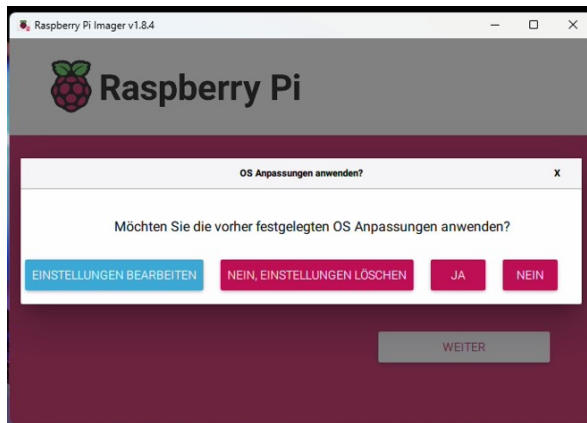 Raspberry Pi Imager v1.8.4
Raspberry Pi
OS Anpassungen anwenden?
X
Möchten Sie die vorher festgelegten OS Anpassungen anwenden?
EINSTELLUNGEN BEARBEITEN
NEIN, EINSTELLUNGEN LÖSCHEN
JA
NEIN
WEITER